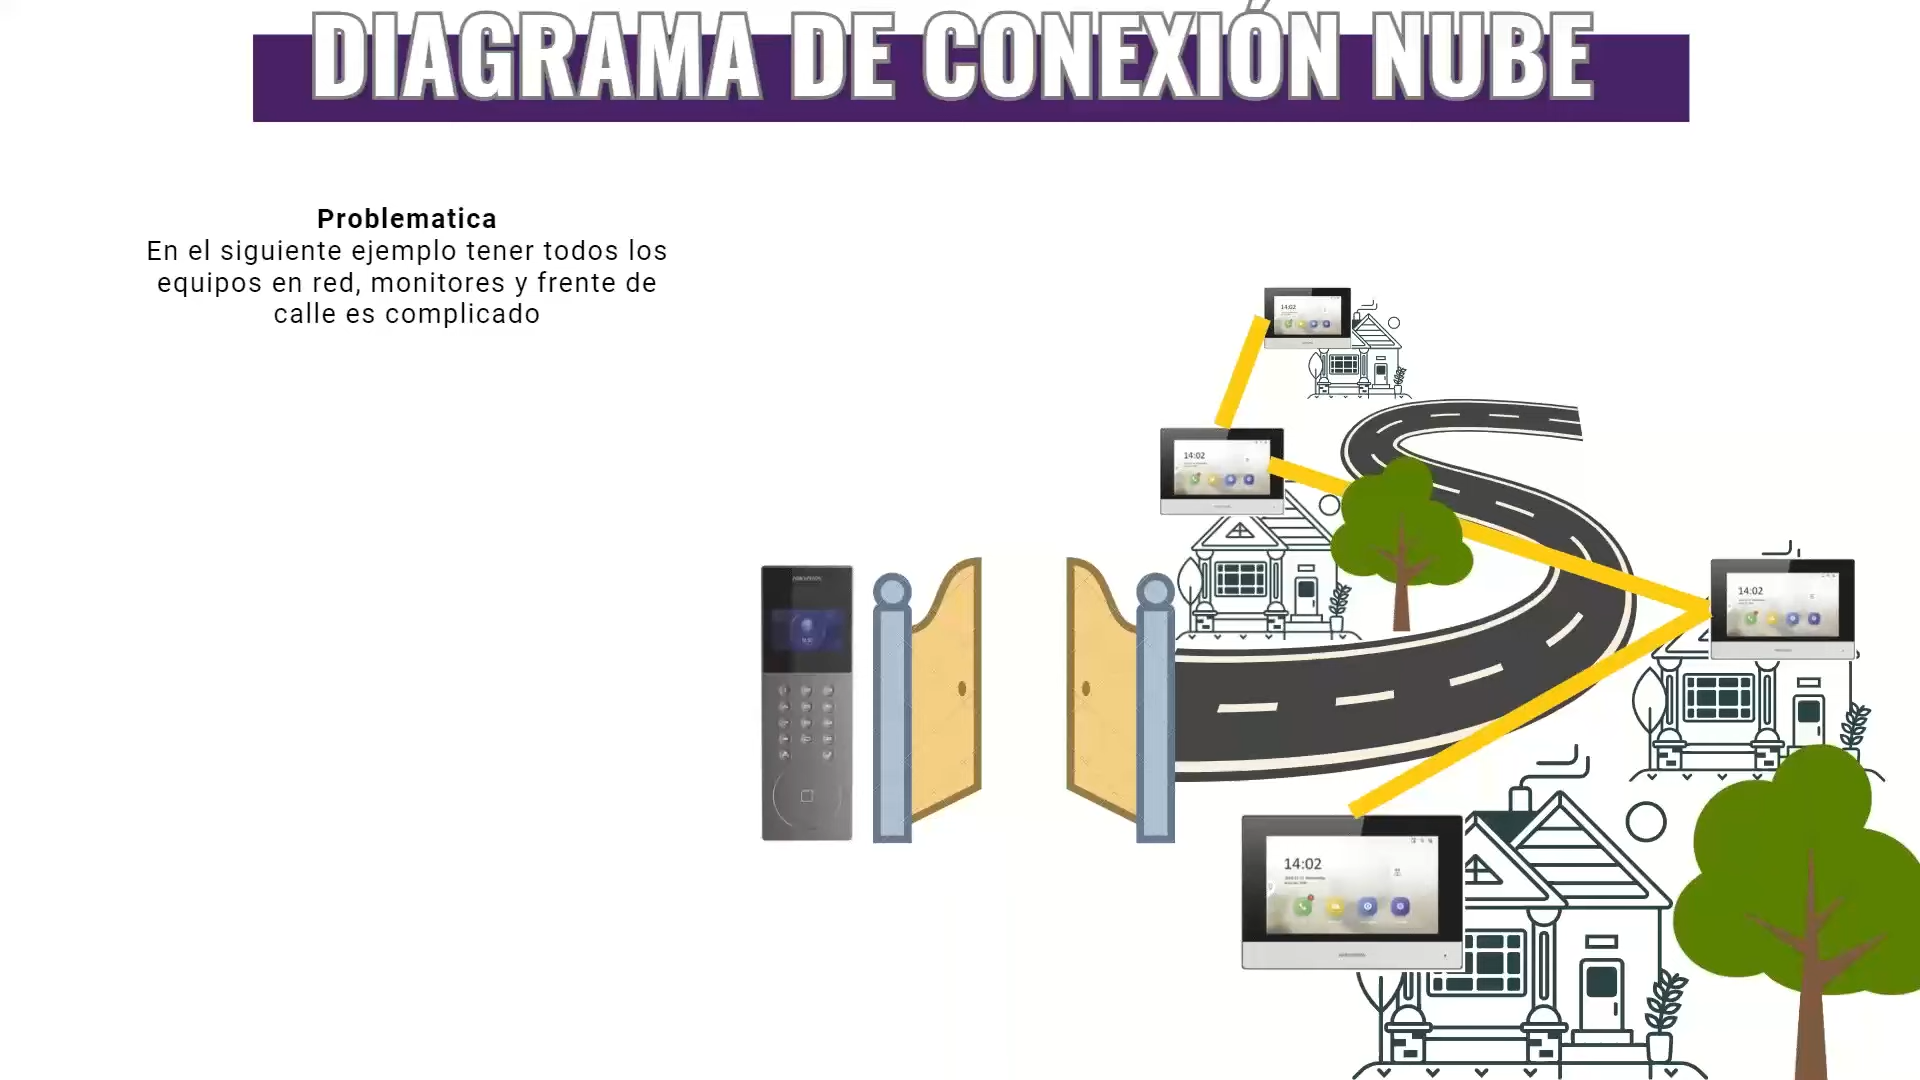 DIAGRAMA DE CONEXIÓN NUBE
Problematica
En el siguiente ejemplo tener todos los
equipos en red, monitores y frente de
calle es complicado
14:02
14:02
14:02
14:02
HIKVISION